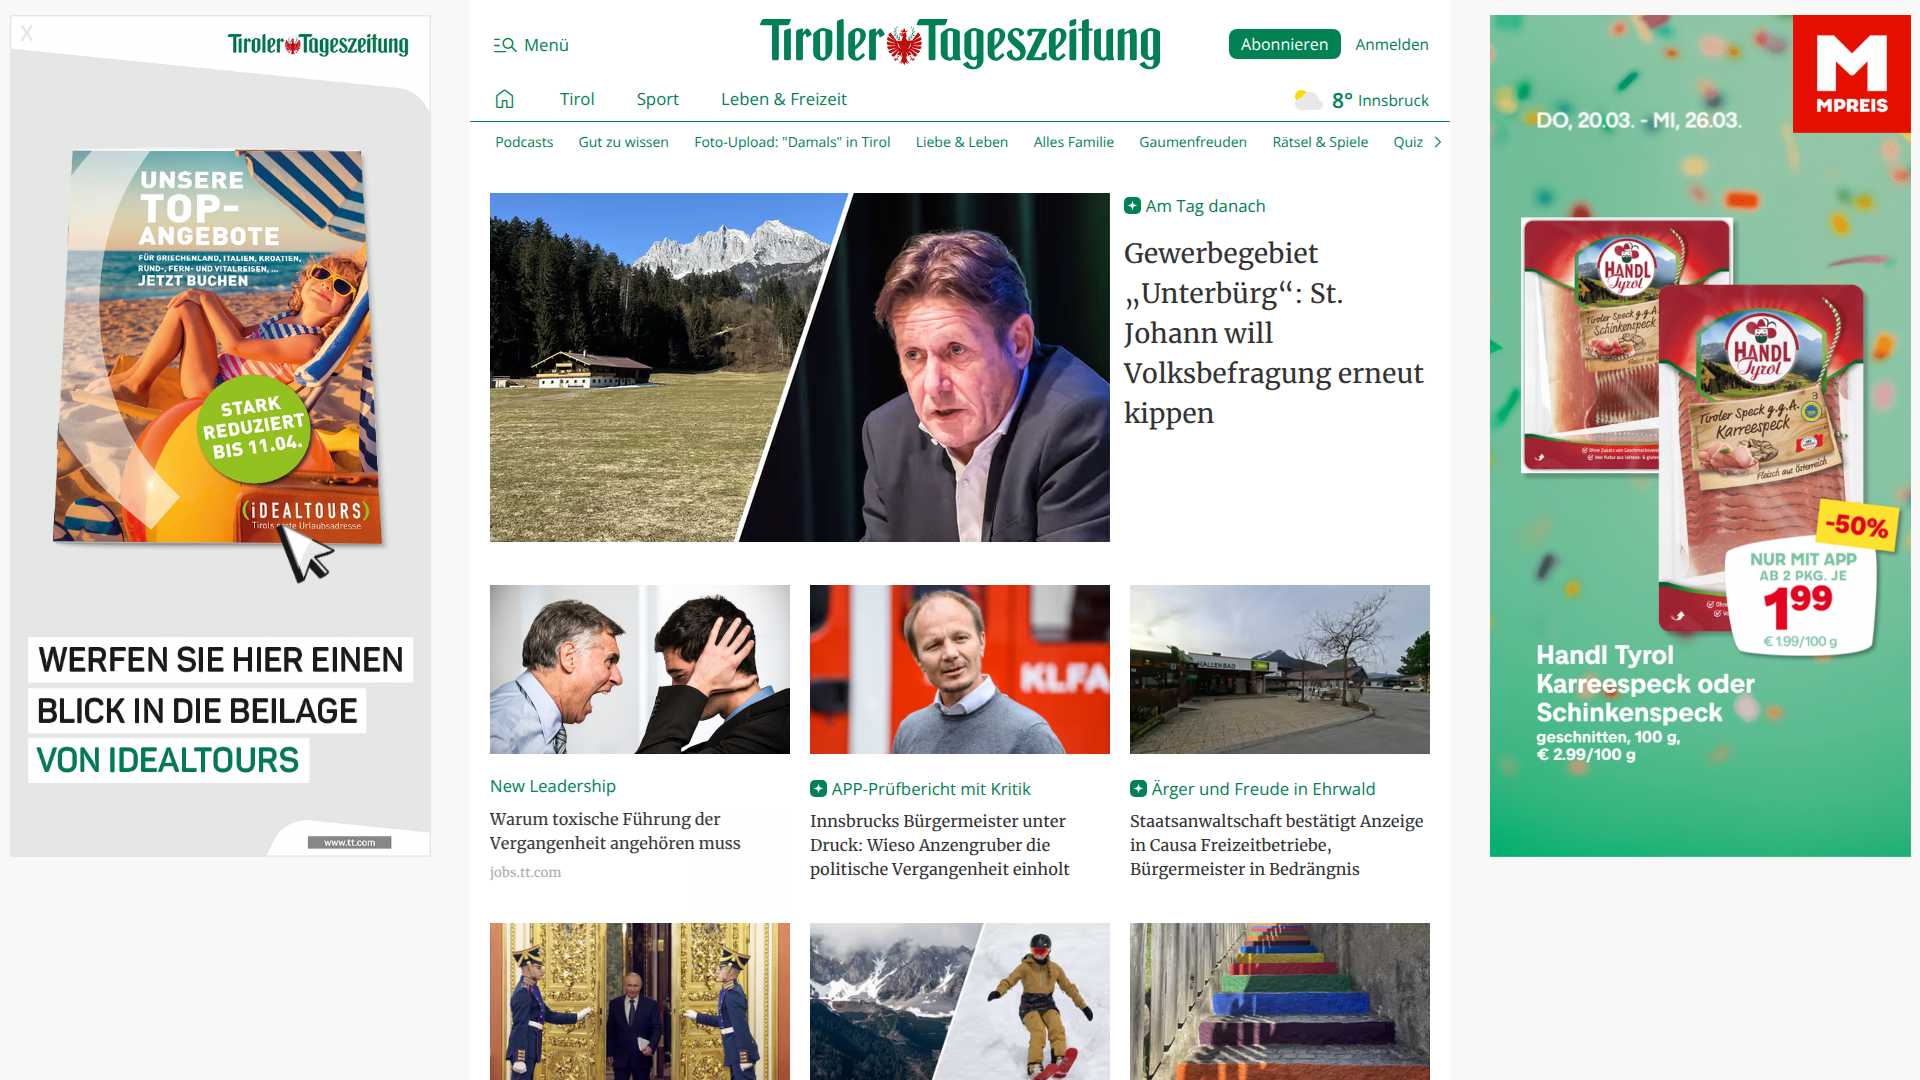 X
Tiroler Tageszeitung
UNSERE
TOP-
ANGEBOTE
FÜR GRIECHENLAND, ITALIEN, KROATIEN,
RUND-, FERN- UND VITALREISEN, ...
JETZT BUCHEN
STARK
REDUZIERT
BIS 11.04.
(iDEALTOURS)
Tirols erste Urlaubsadresse
WERFEN SIE HIER EINEN
BLICK IN DIE BEILAGE
VON IDEALTOURS
www.tt.com
Menü
Tiroler Tageszeitung
Abonnieren
Anmelden
Tirol
Sport
Leben & Freizeit
8° Innsbruck
Podcasts
Gut zu wissen
Foto-Upload: "Damals" in Tirol
Liebe & Leben
Alles Familie
Gaumenfreuden
Rätsel & Spiele
Quiz
Am Tag danach
Gewerbegebiet
„Unterbürg“: St.
Johann will
Volksbefragung erneut
kippen
KLFA
HALLENBAD
New Leadership
Warum toxische Führung der
Vergangenheit angehören muss
jobs.tt.com
APP-Prüfbericht mit Kritik
Innsbrucks Bürgermeister unter
Druck: Wieso Anzengruber die
politische Vergangenheit einholt
Ärger und Freude in Ehrwald
Staatsanwaltschaft bestätigt Anzeige
in Causa Freizeitbetriebe,
Bürgermeister in Bedrängnis
M
MPREIS
DO, 20.03. - MI, 26.03.
HANDL
Tyrol
Tiroler Speck g.g.A.
Schinkenspeck
HANDL
Tyrol
Tiroler Speck g.g.A.
Karreespeck
Fleisch aus Österreich
-50%
NUR MIT APP
AB 2 PKG. JE
1.99
€ 1.99/100 g
Handl Tyrol
Karreespeck oder
Schinkenspeck
geschnitten, 100 g,
€ 2.99/100 g